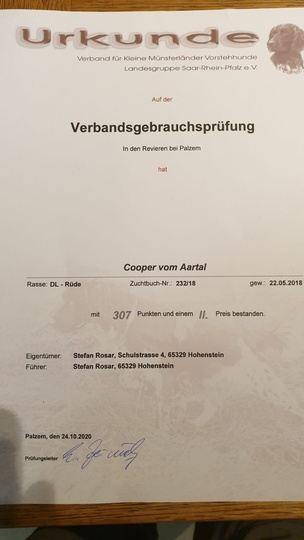 Urkunde
Verband für Kleine Münsterländer Vorstehhunde
Landesgruppe Saar-Rhein-Pfalz e.V.
Auf der
Verbandsgebrauchsprüfung
In den Revieren bei Palzem
hat
Cooper vom Aartal
Rasse: DL - Rüde Zuchtbuch-Nr.: 232/18 gew.: 22.05.2018
mit 307 Punkten und einem II. Preis bestanden.
Eigentümer: Stefan Rosar, Schulstrasse 4, 65329 Hohenstein
Führer: Stefan Rosar, 65329 Hohenstein
Palzem, den 24.10.2020
Prüfungsleiter